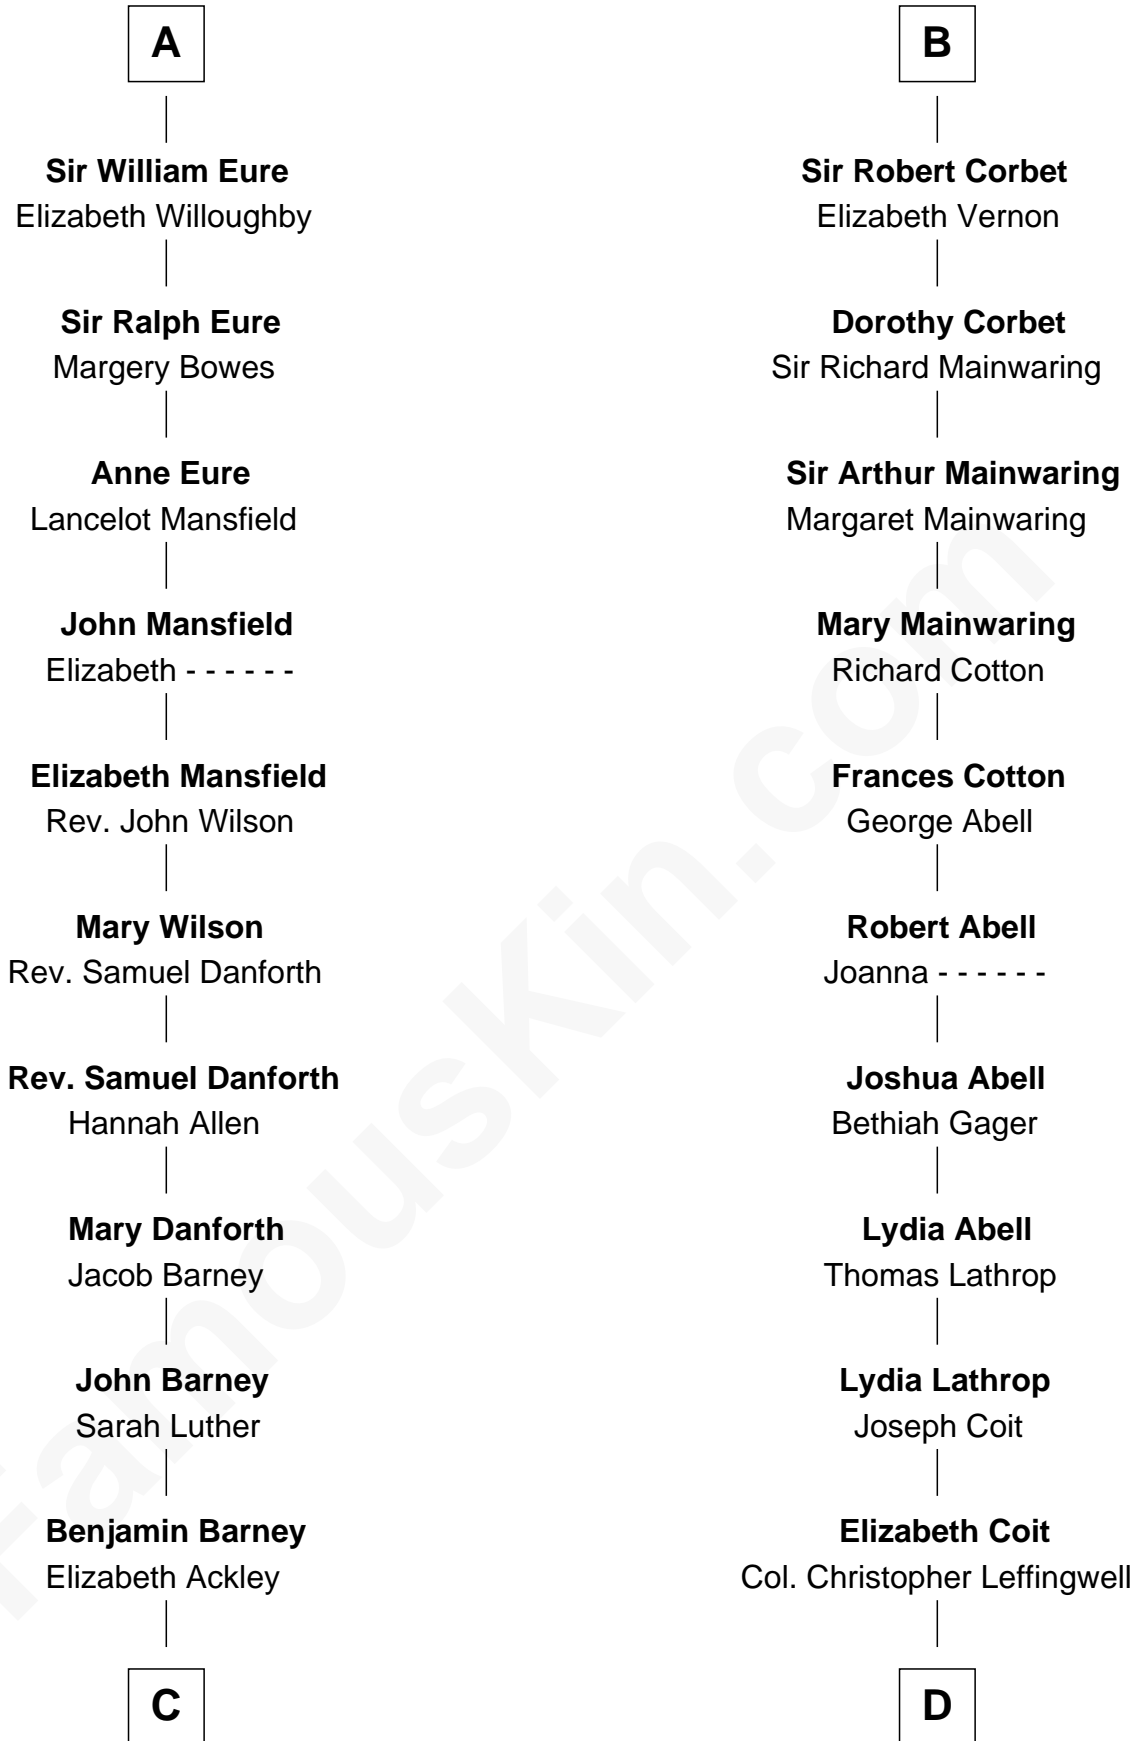 A
Sir William Eure
Elizabeth Willoughby
Sir Ralph Eure
Margery Bowes
Anne Eure
Lancelot Mansfield
John Mansfield
Elizabeth - - - - - -
Elizabeth Mansfield
Rev. John Wilson
Mary Wilson
Rev. Samuel Danforth
Rev. Samuel Danforth
Hannah Allen
Mary Danforth
Jacob Barney
John Barney
Sarah Luther
Benjamin Barney
Elizabeth Ackley
C
B
Sir Robert Corbet
Elizabeth Vernon
Dorothy Corbet
Sir Richard Mainwaring
Sir Arthur Mainwaring
Margaret Mainwaring
Mary Mainwaring
Richard Cotton
Frances Cotton
George Abell
Robert Abell
Joanna - - - - - -
Joshua Abell
Bethiah Gager
Lydia Abell
Thomas Lathrop
Lydia Lathrop
Joseph Coit
Elizabeth Coit
Col. Christopher Leffingwell
D
FamousKin.com